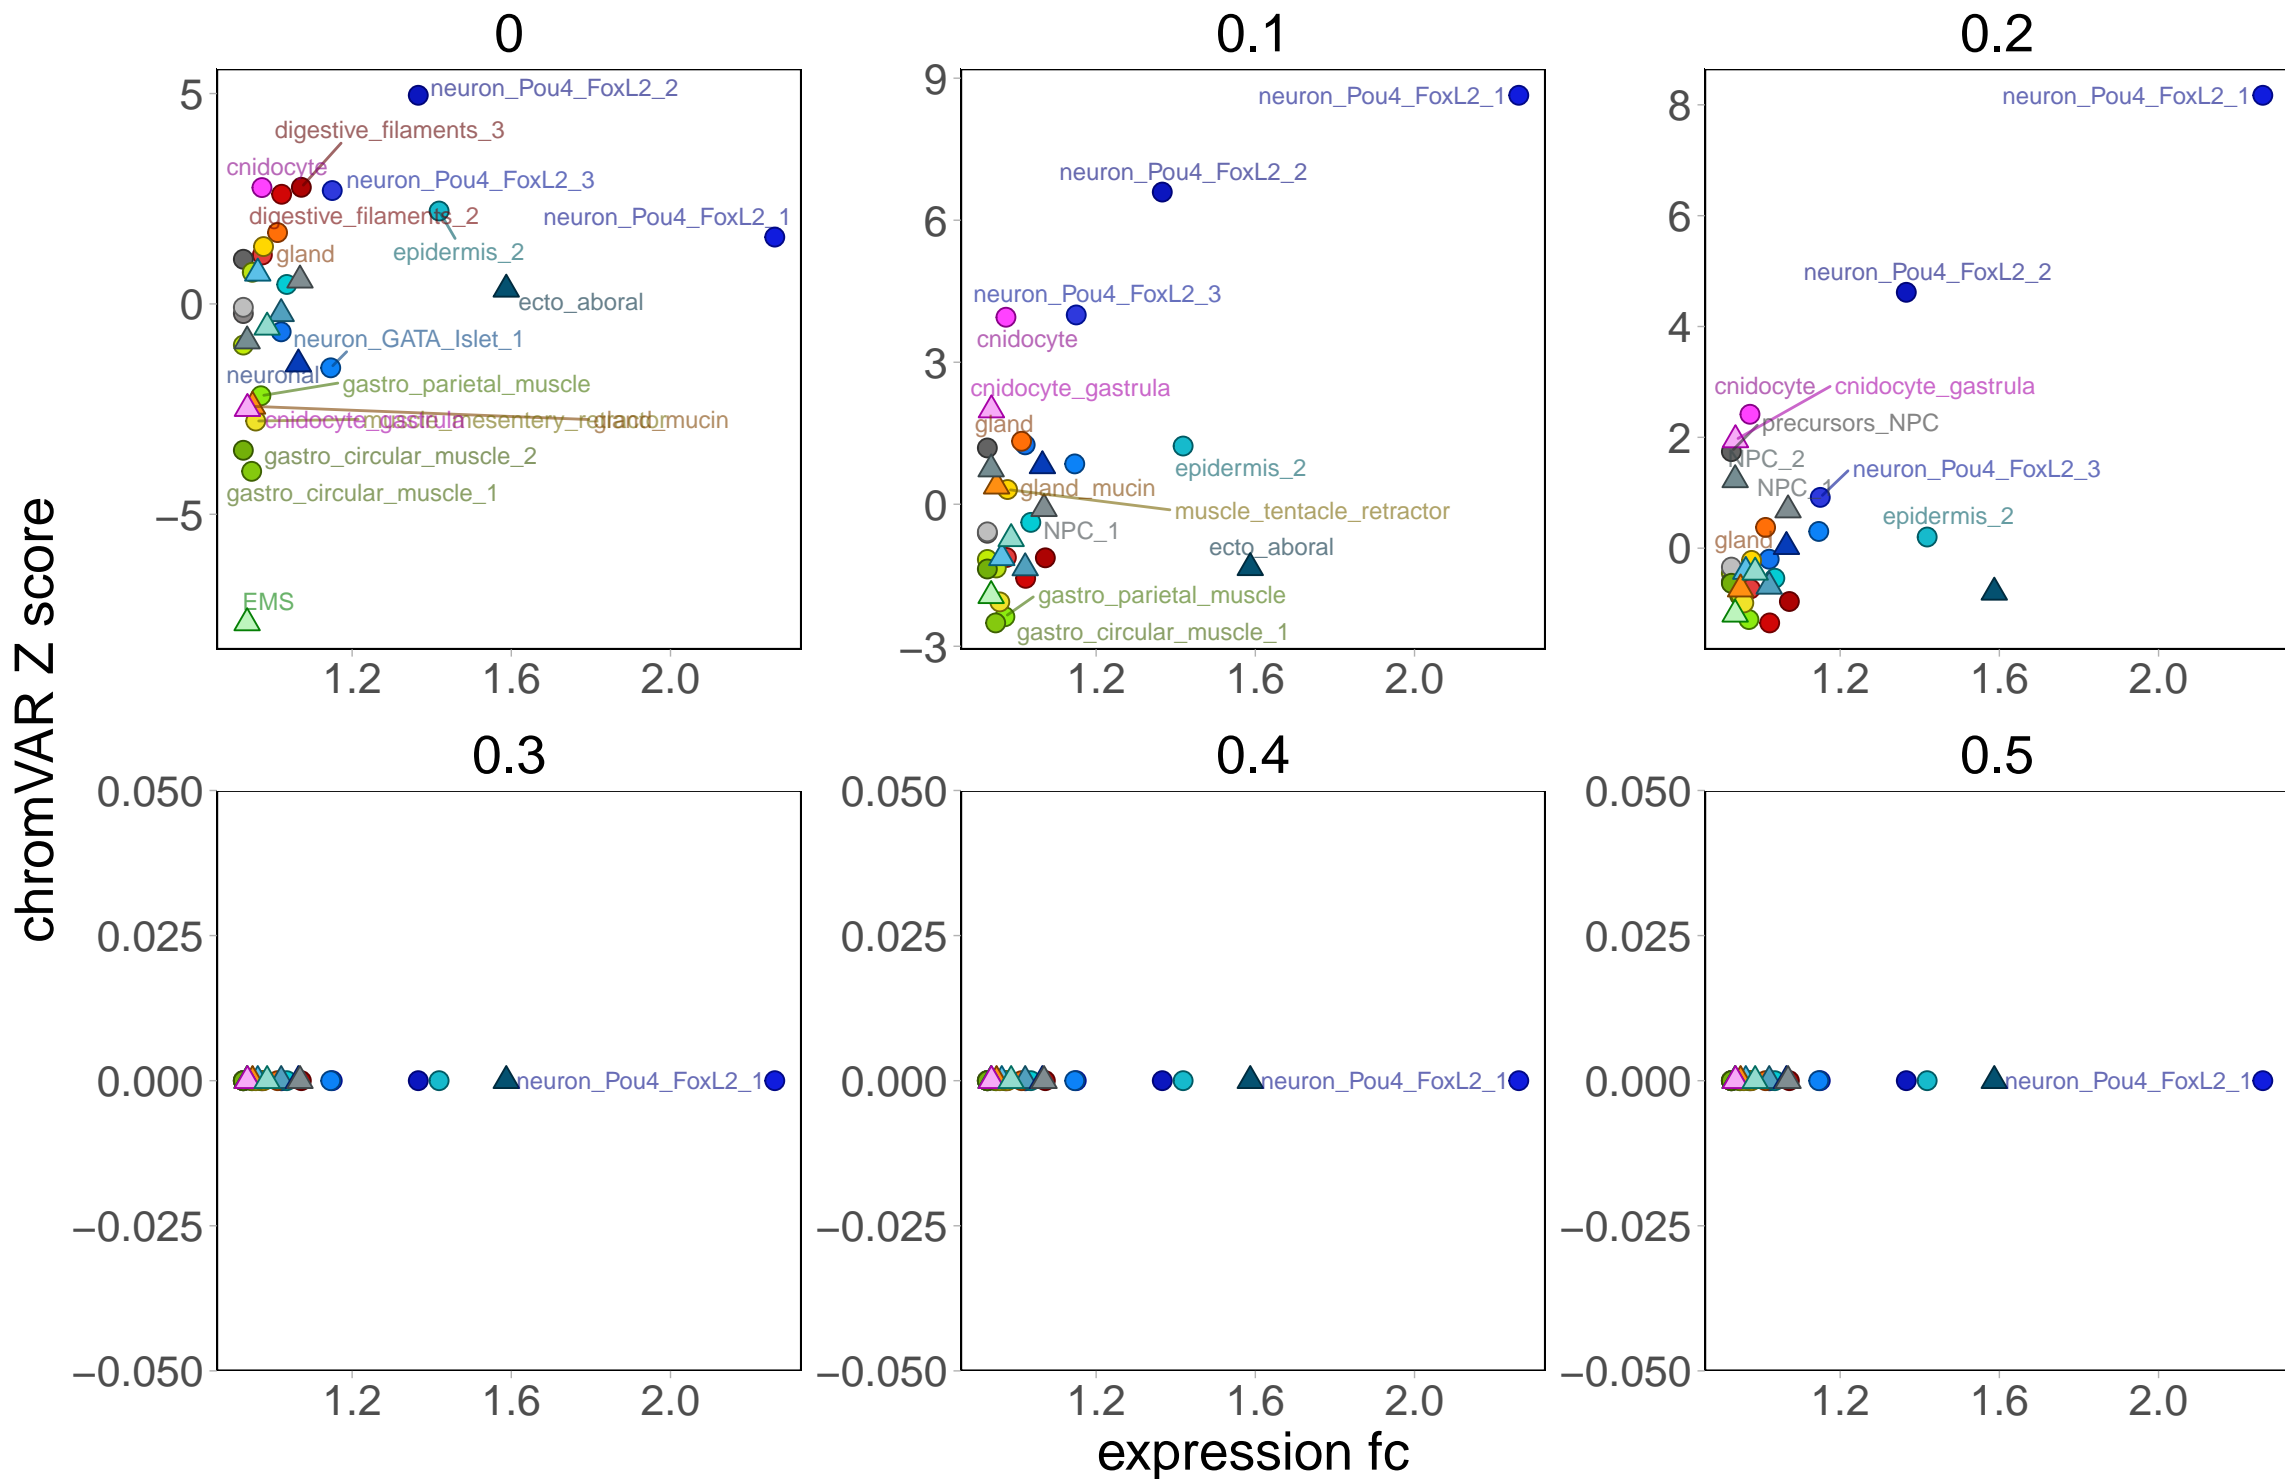 0
0.1
0.2
chromVAR Z score
5
0
−5
neuron_Pou4_FoxL2_2
digestive_filaments_3
cnidocyte
neuron_Pou4_FoxL2_3
digestive_filaments_2
neuron_Pou4_FoxL2_1
gland
epidermis_2
ecto_aboral
neuron_GATA_Islet_1
neuronal
gastro_parietal_muscle
cnidocyte_gastrula
muscle_mesentery_retractor
gland_mucin
gastro_circular_muscle_2
gastro_circular_muscle_1
EMS
1.2
1.6
2.0
9
6
3
0
−3
neuron_Pou4_FoxL2_1
neuron_Pou4_FoxL2_2
neuron_Pou4_FoxL2_3
cnidocyte
cnidocyte_gastrula
gland
epidermis_2
gland_mucin
muscle_tentacle_retractor
NPC_1
ecto_aboral
gastro_parietal_muscle
gastro_circular_muscle_1
1.2
1.6
2.0
8
6
4
2
0
neuron_Pou4_FoxL2_1
neuron_Pou4_FoxL2_2
cnidocyte
cnidocyte_gastrula
precursors_NPC
NPC_2
neuron_Pou4_FoxL2_3
NPC_1
epidermis_2
gland
1.2
1.6
2.0
0.3
0.4
0.5
0.050
0.025
0.000
−0.025
−0.050
neuron_Pou4_FoxL2_1
1.2
1.6
2.0
0.050
0.025
0.000
−0.025
−0.050
neuron_Pou4_FoxL2_1
1.2
1.6
2.0
0.050
0.025
0.000
−0.025
−0.050
neuron_Pou4_FoxL2_1
1.2
1.6
2.0
expression fc